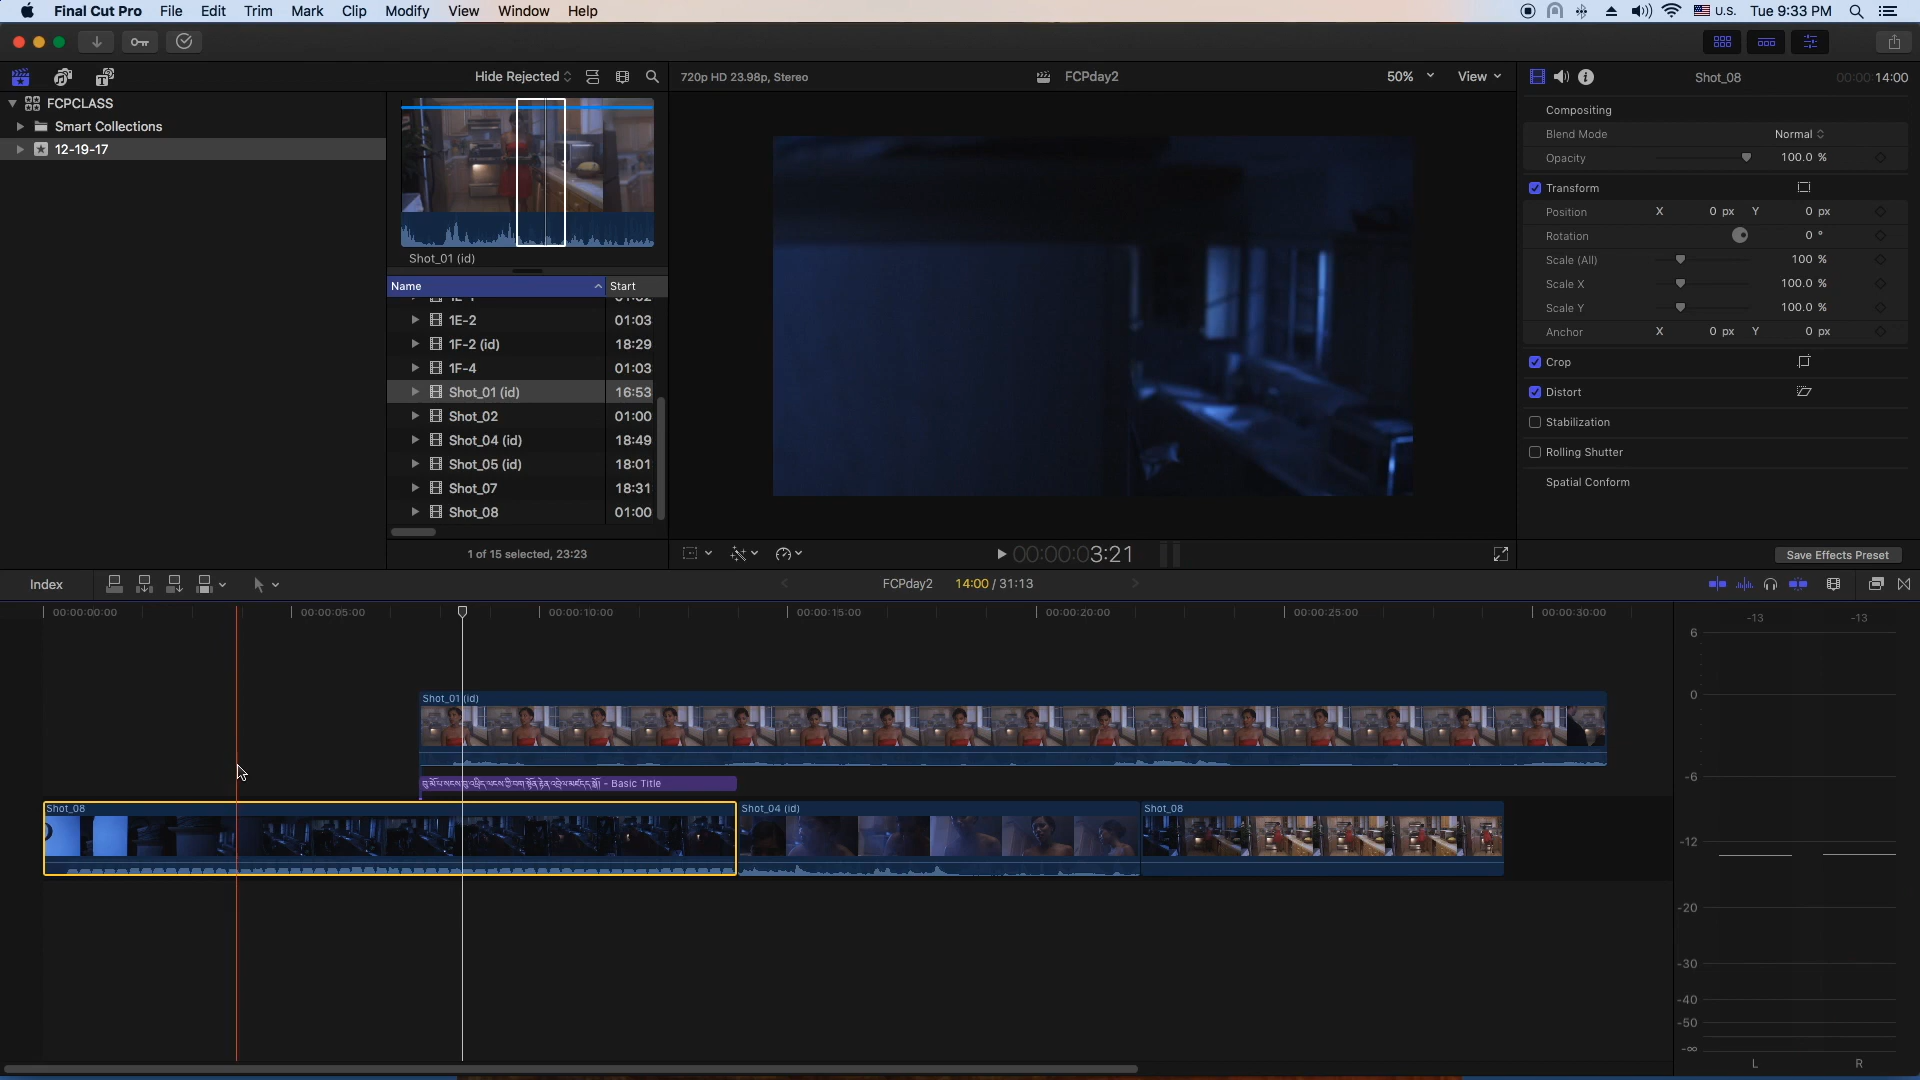 Final Cut Pro File Edit Trim Mark Clip Modify View Window Help U.S. Tue 9:33 PM
Hide Rejected 720p HD 23.98p, Stereo FCPday2 50% View Shot_08 00:00:00:14:00
FCPCLASS
Smart Collections
12-19-17
Shot_01 (id)
Name Start
1E-2 01:03
1F-2 (id) 18:29
1F-4 01:03
Shot_01 (id) 16:53
Shot_02 01:00
Shot_04 (id) 18:49
Shot_05 (id) 18:01
Shot_07 18:31
Shot_08 01:00
1 of 15 selected, 23:23
00:00:03:21
Compositing
Blend Mode Normal
Opacity 100.0 %
Transform
Position X 0 px Y 0 px
Rotation 0 °
Scale (All) 100 %
Scale X 100.0 %
Scale Y 100.0 %
Anchor X 0 px Y 0 px
Crop
Distort
Stabilization
Rolling Shutter
Spatial Conform
Save Effects Preset
Index FCPday2 14:00 / 31:13
00:00:00:00 00:00:05:00 00:00:10:00 00:00:15:00 00:00:20:00 00:00:25:00 00:00:30:00
Shot_01 (id)
- Basic Title
Shot_08 Shot_04 (id) Shot_08
-13 -13
6
0
-6
-12
-20
-30
-40
-50
-∞
L R